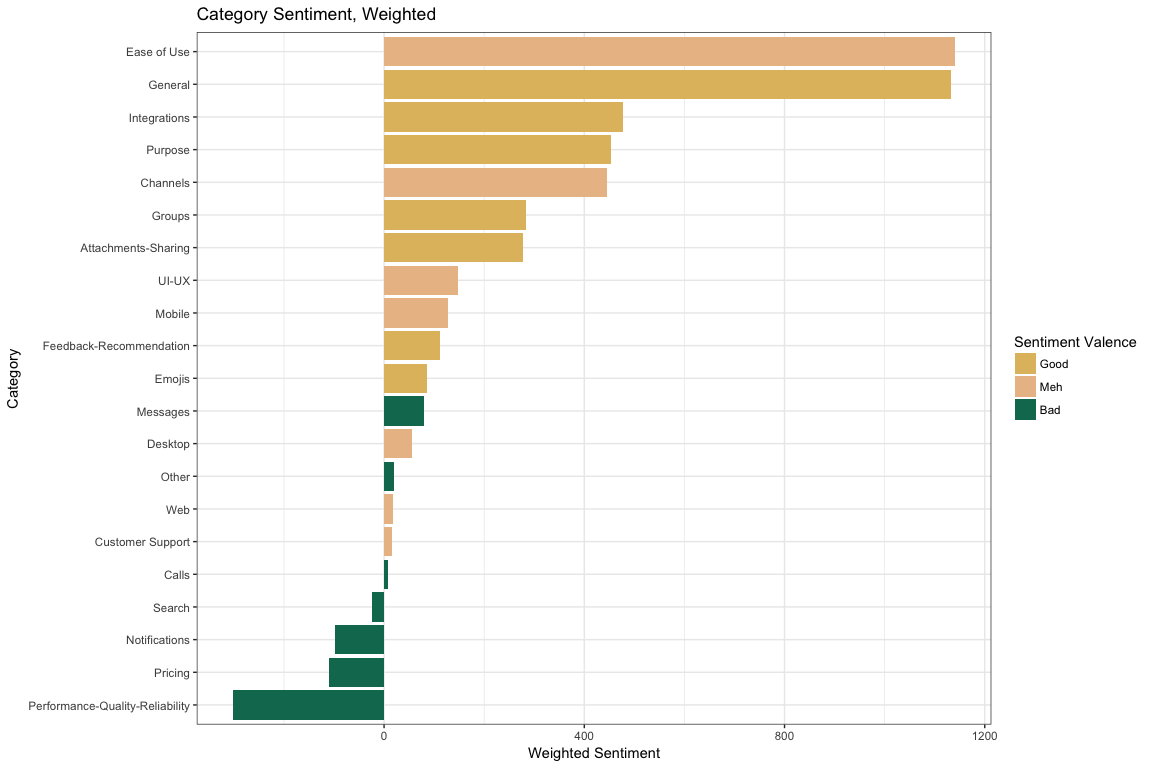 Category Sentiment, Weighted
Ease of Use
General
Integrations
Purpose
Channels
Groups
Attachments-Sharing
UI-UX
Mobile
Feedback-Recommendation
Emojis
Messages
Desktop
Other
Web
Customer Support
Calls
Search
Notifications
Pricing
Performance-Quality-Reliability
Category
0 400 800 1200
Weighted Sentiment
Sentiment Valence
Good
Meh
Bad